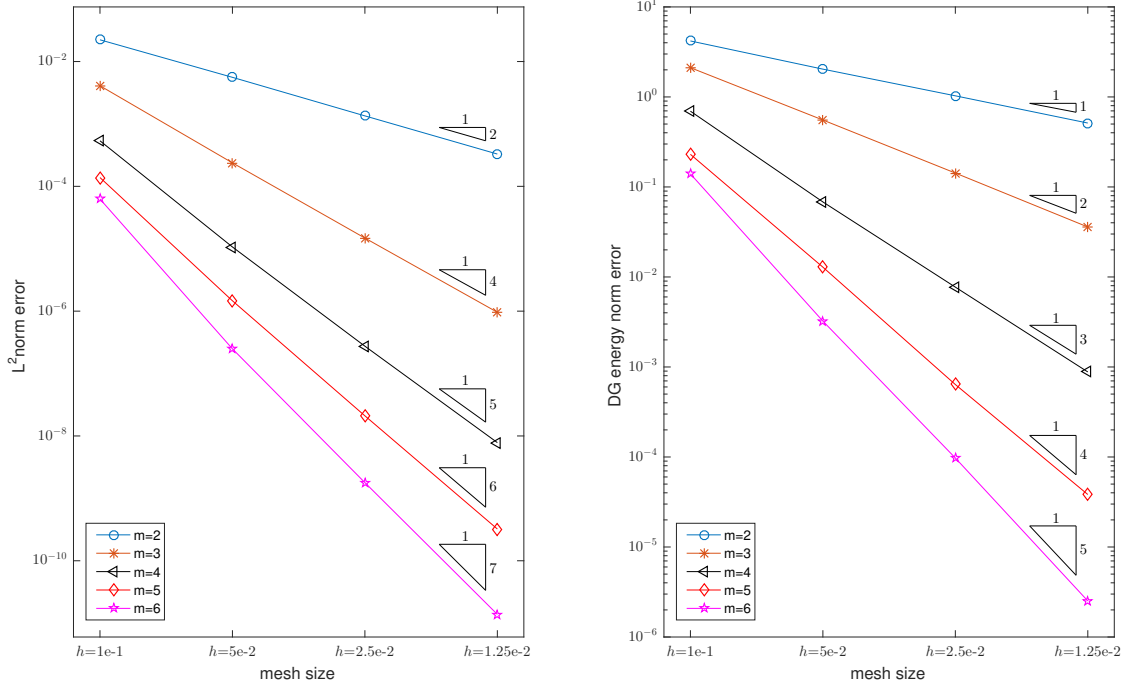 10^{-2}
10^{-4}
10^{-6}
10^{-8}
10^{-10}
L^2norm error
1
2
1
4
1
5
1
6
1
7
m=2
m=3
m=4
m=5
m=6
h=1e-1
h=5e-2
h=2.5e-2
h=1.25e-2
mesh size
10^1
10^0
10^{-1}
10^{-2}
10^{-3}
10^{-4}
10^{-5}
10^{-6}
DG energy norm error
1
1
1
2
1
3
1
4
1
5
m=2
m=3
m=4
m=5
m=6
h=1e-1
h=5e-2
h=2.5e-2
h=1.25e-2
mesh size